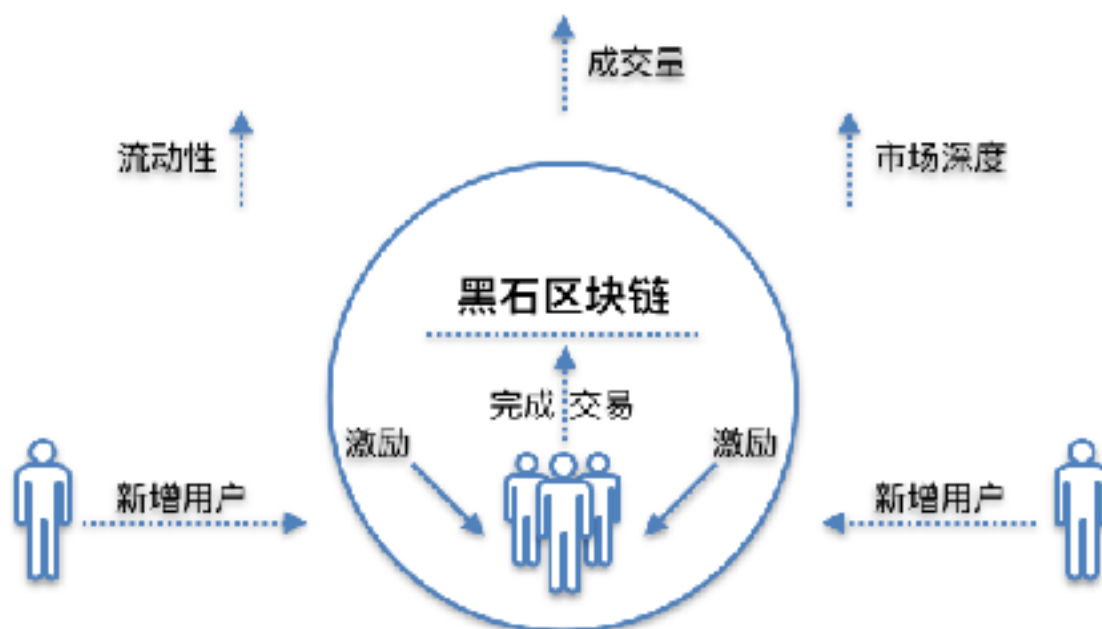 成交量
流动性
市场深度
黑石区块链
完成交易
激励
激励
新增用户
新增用户